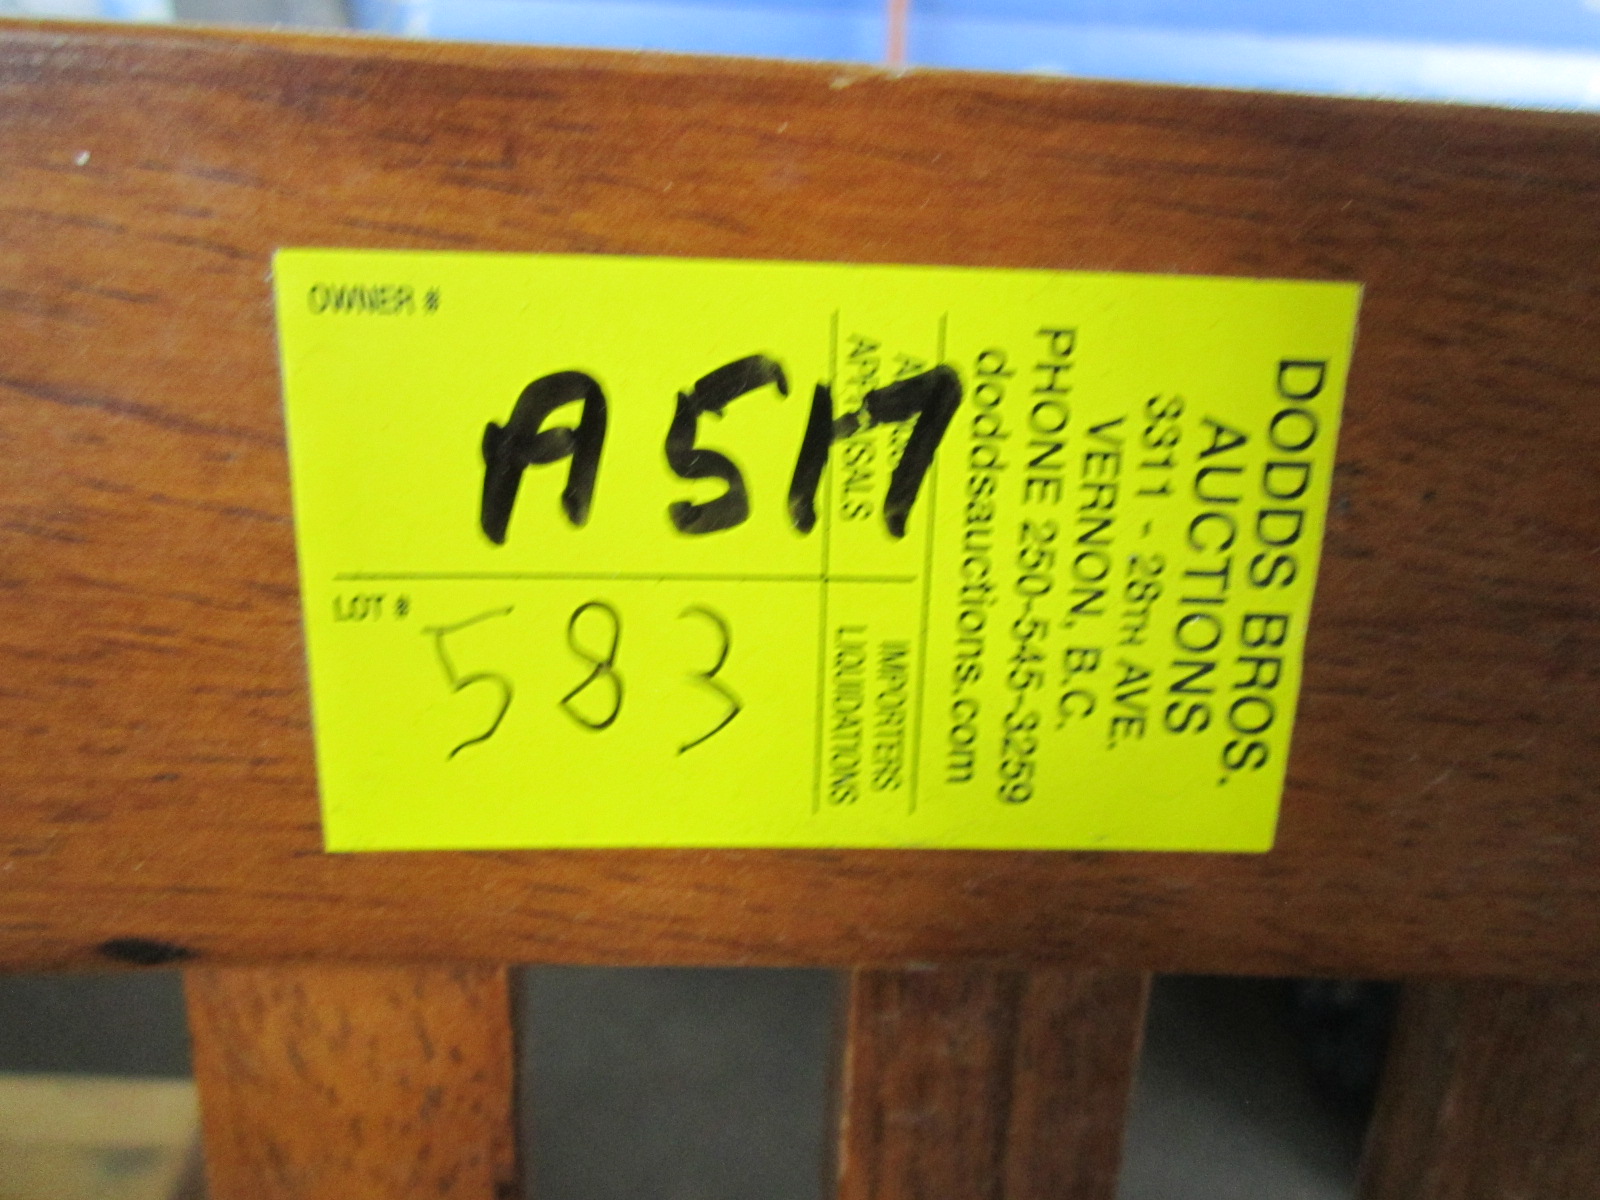 DODDS BROS.
AUCTIONS
3311 - 28TH AVE.
VERNON, B.C.
PHONE 250-545-3259
doddsauctions.com
IMPORTERS
APPRAISALS LIQUIDATIONS
OWNER #
A517
LOT #
583